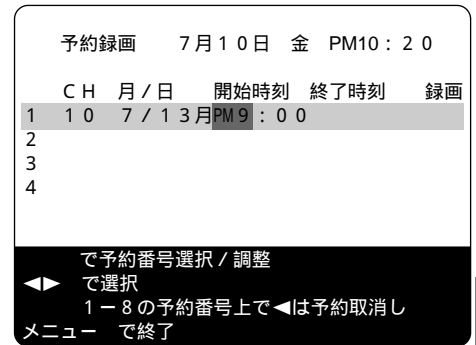 予約録画 7月10日 金 PM10:20
CH 月/日 開始時刻 終了時刻 録画
1 10 7/13月PM9:00
2
3
4
で予約番号選択/調整
◀▶ で選択
1-8の予約番号上で◀は予約取消し
メニュー で終了